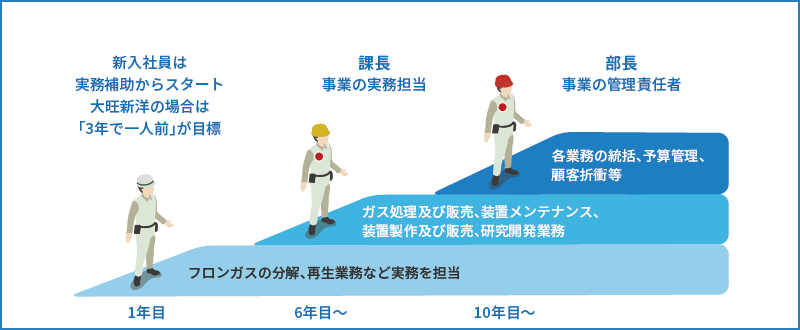 新入社員は
実務補助からスタート
大旺新洋の場合は
「3年で一人前」が目標
課長
事業の実務担当
部長
事業の管理責任者
各業務の統括、予算管理、
顧客折衝等
ガス処理及び販売、装置メンテナンス、
装置製作及び販売、研究開発業務
フロンガスの分解、再生業務など実務を担当
1年目
6年目〜
10年目〜